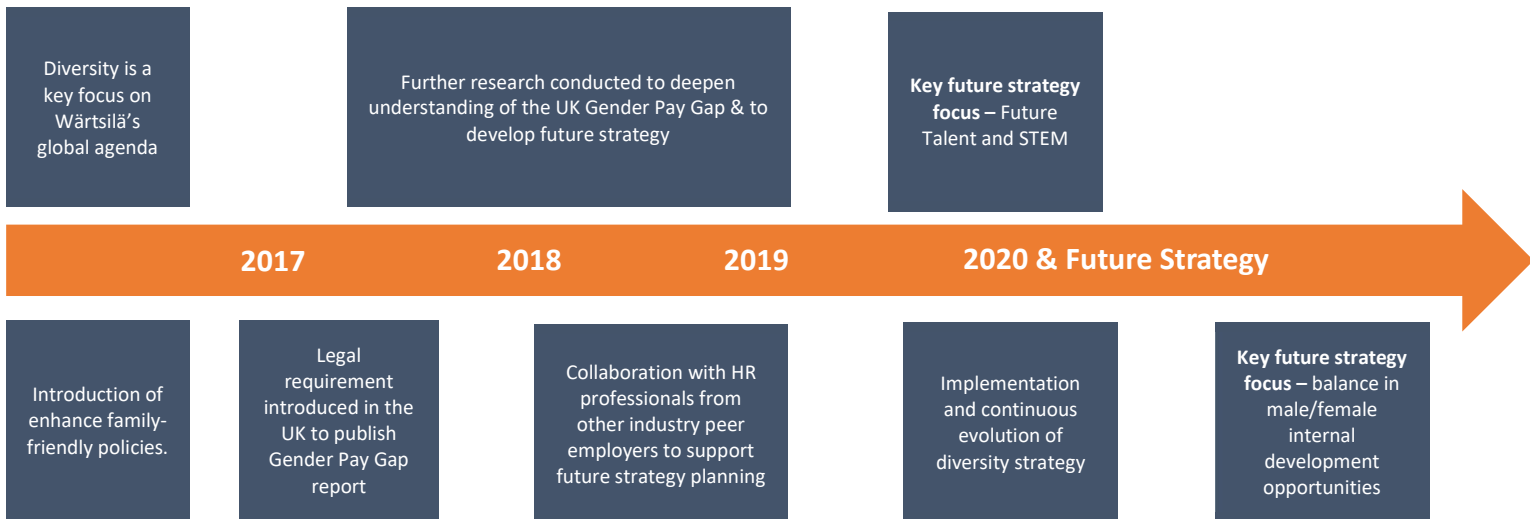 Diversity is a
key focus on
Wärtsilä's
global agenda
Further research conducted to deepen
understanding of the UK Gender Pay Gap & to
develop future strategy
Key future strategy
focus – Future
Talent and STEM
2017
2018
2019
2020 & Future Strategy
Introduction of
enhance family-
friendly policies.
Legal
requirement
introduced in the
UK to publish
Gender Pay Gap
report
Collaboration with HR
professionals from
other industry peer
employers to support
future strategy planning
Implementation
and continuous
evolution of
diversity strategy
Key future strategy
focus – balance in
male/female
internal
development
opportunities